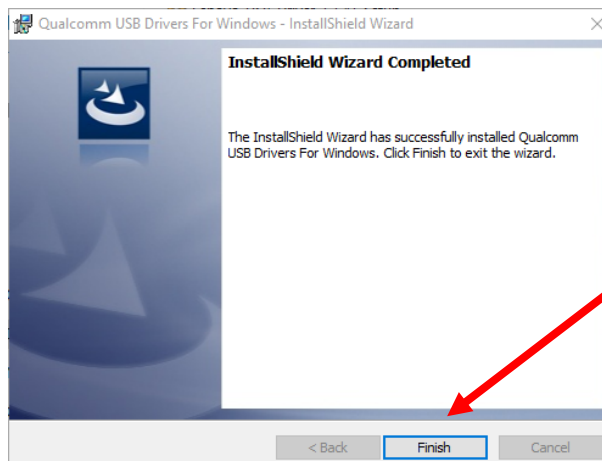 Qualcomm USB Drivers For Windows - InstallShield Wizard
InstallShield Wizard Completed
The InstallShield Wizard has successfully installed Qualcomm
USB Drivers For Windows. Click Finish to exit the wizard.
< Back Finish Cancel